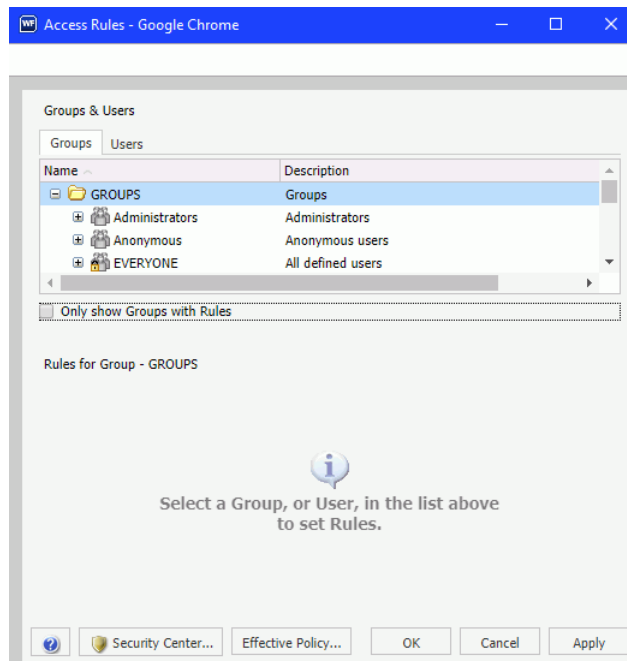 WF Access Rules - Google Chrome
Groups & Users
Groups Users
Name Description
GROUPS Groups
Administrators Administrators
Anonymous Anonymous users
EVERYONE All defined users
Only show Groups with Rules
Rules for Group - GROUPS
Select a Group, or User, in the list above
to set Rules.
Security Center... Effective Policy... OK Cancel Apply